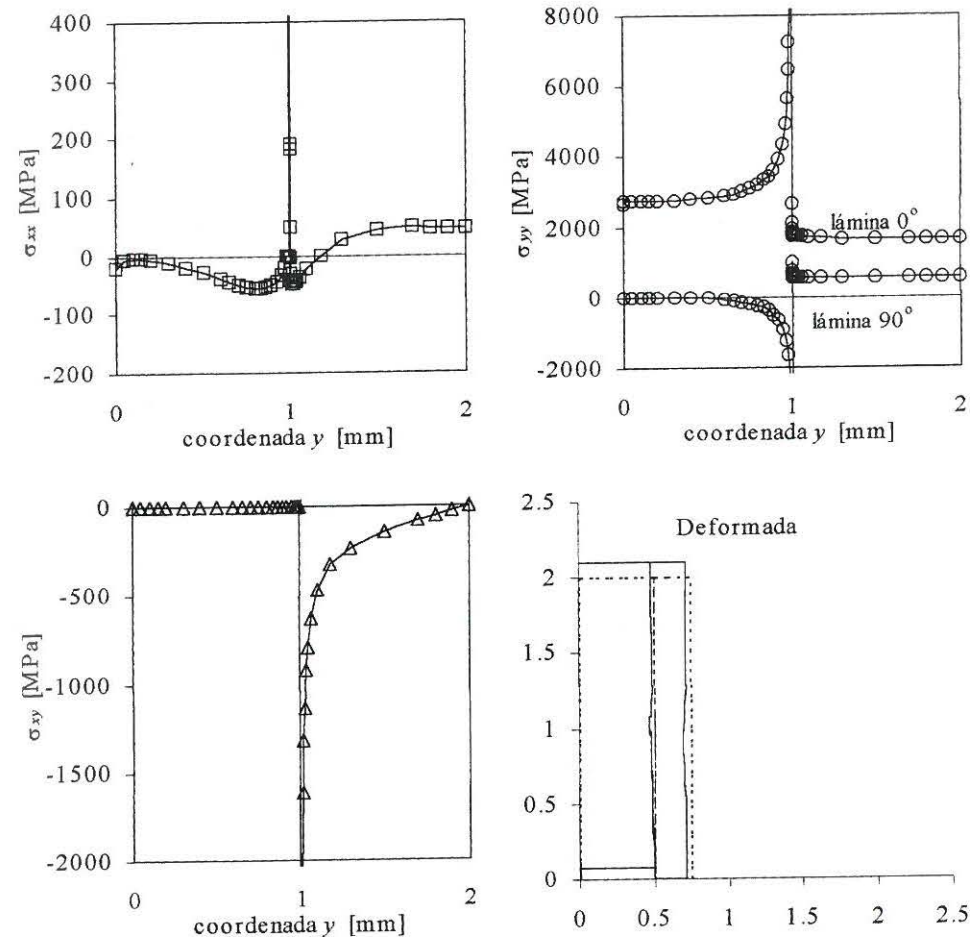 400
300
200
100
0
-100
-200
σxx [MPa]
0 1 2
coordenada y [mm]
8000
6000
4000
2000
0
-2000
σyy [MPa]
lámina 0°
lámina 90°
0 1 2
coordenada y [mm]
0
-500
-1000
-1500
-2000
σxy [MPa]
0 1 2
coordenada y [mm]
Deformada
2.5
2
1.5
1
0.5
0
0 0.5 1 1.5 2 2.5